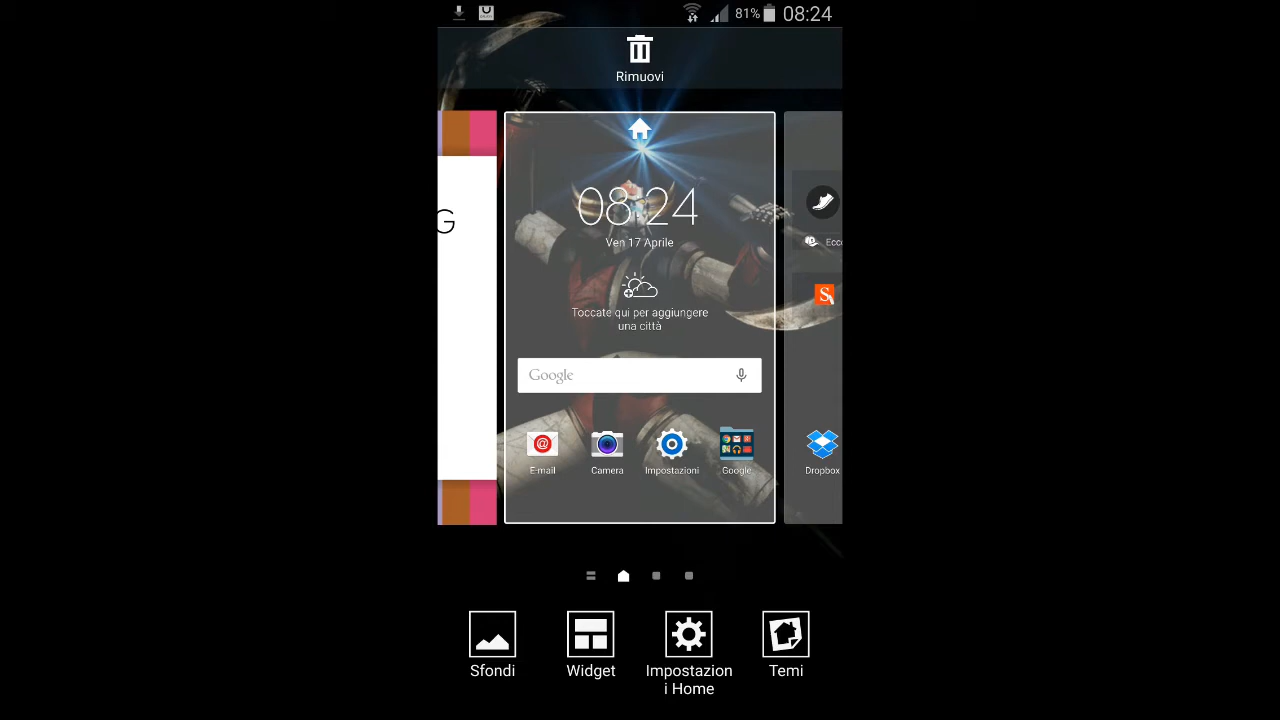 81% 08:24
Rimuovi
G
08:24
Ven 17 Aprile
Toccate qui per aggiungere
una città
Google
E-mail
Camera
Impostazioni
Google
Ecco
S
Dropbox
Sfondi
Widget
Impostazion
i Home
Temi